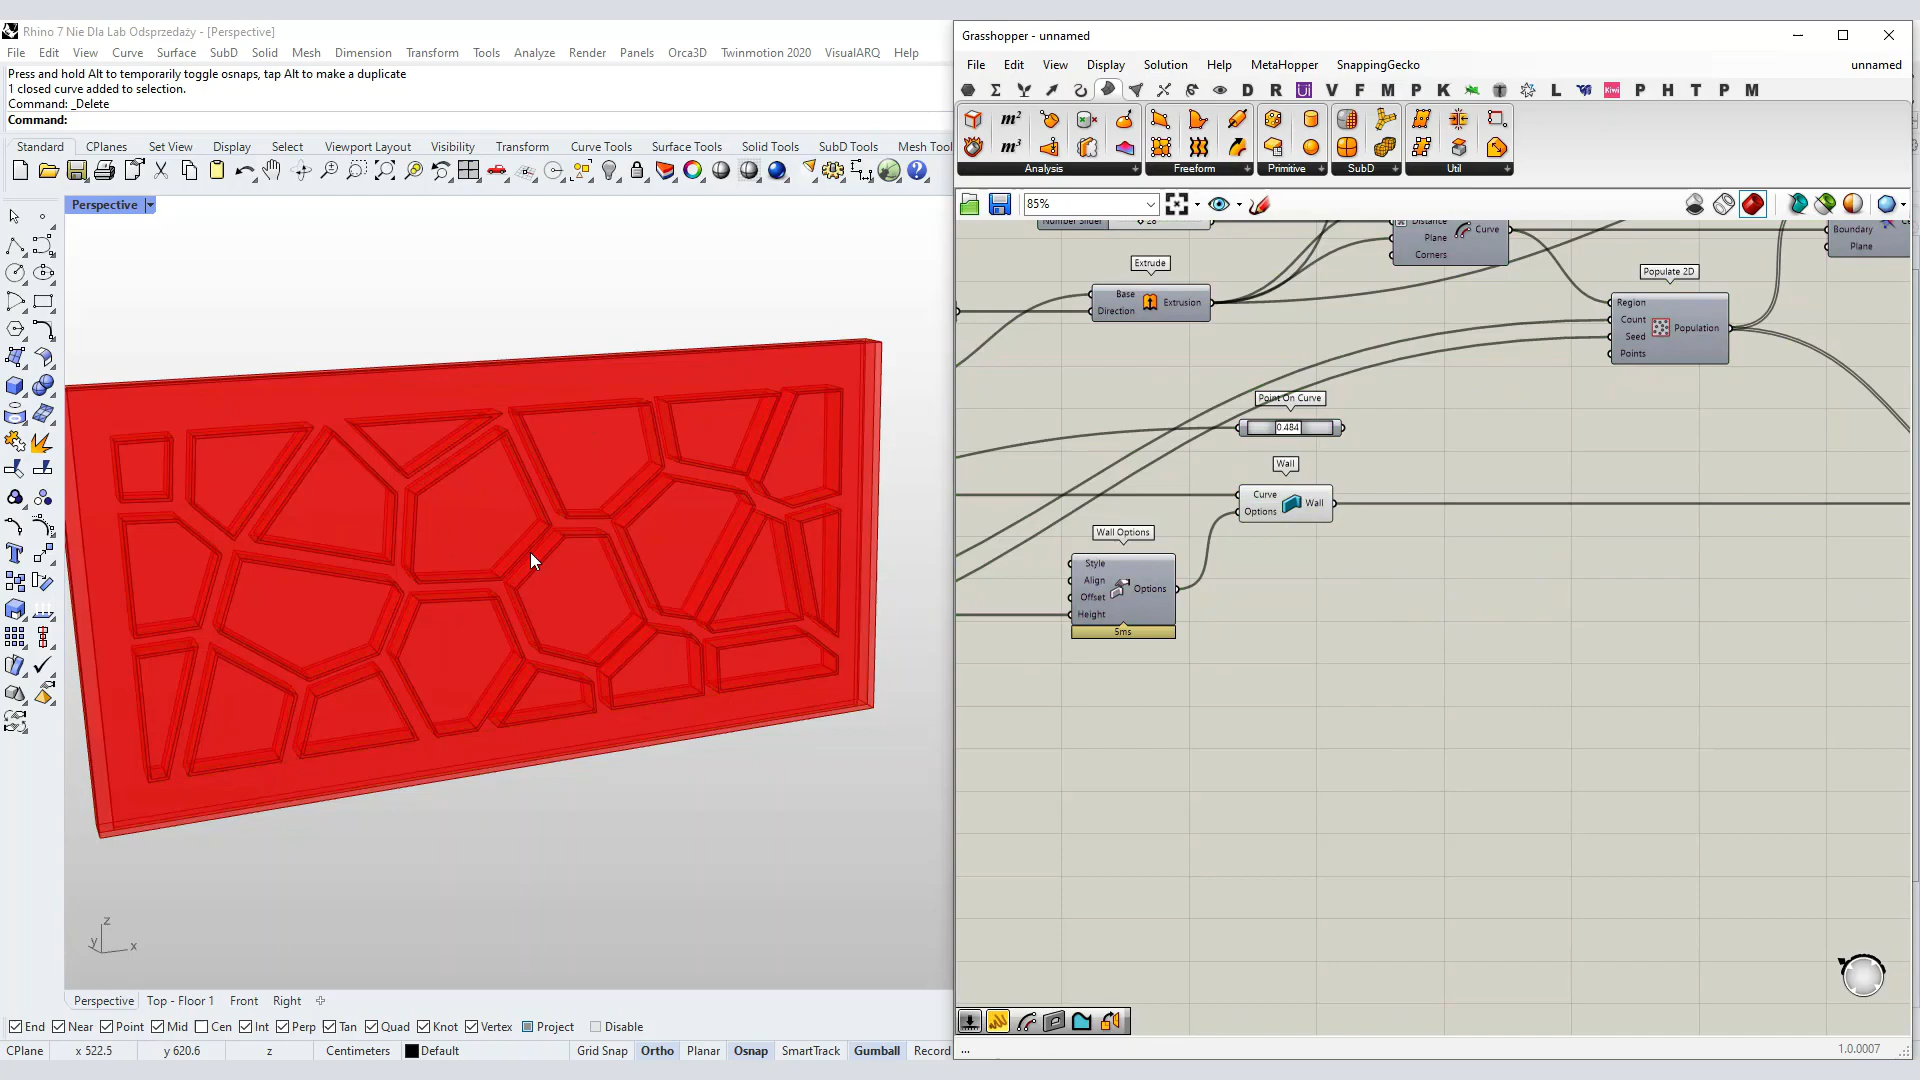 Rhino 7 Nie Dla Lab Odsprzedaży - [Perspective]
File Edit View Curve Surface SubD Solid Mesh Dimension Transform Tools Analyze Render Panels Orca3D Twinmotion 2020 VisualARQ Help
Press and hold Alt to temporarily toggle osnaps, tap Alt to make a duplicate
1 closed curve added to selection.
Command: _Delete
Command:
Standard CPlanes Set View Display Select Viewport Layout Visibility Transform Curve Tools Surface Tools Solid Tools SubD Tools Mesh Tool
Perspective
z
y x
Perspective Top - Floor 1 Front Right
End Near Point Mid Cen Int Perp Tan Quad Knot Vertex Project Disable
CPlane x 522.5 y 620.6 z Centimeters Default Grid Snap Ortho Planar Osnap SmartTrack Gumball Record
Grasshopper - unnamed
File Edit View Display Solution Help MetaHopper SnappingGecko unnamed
D R V F M P K L Kiwi P H T P M
m² m³
Analysis Freeform Primitive SubD Util
85%
Number Slider 28
Distance
Plane
Corners
Curve
Boundary
Plane
Extrude
Base
Direction
Extrusion
Populate 2D
Region
Count
Seed
Points
Population
Point On Curve
0.484
Wall
Curve
Options
Wall
Wall Options
Style
Align
Offset
Height
Options
5ms
...
1.0.0007